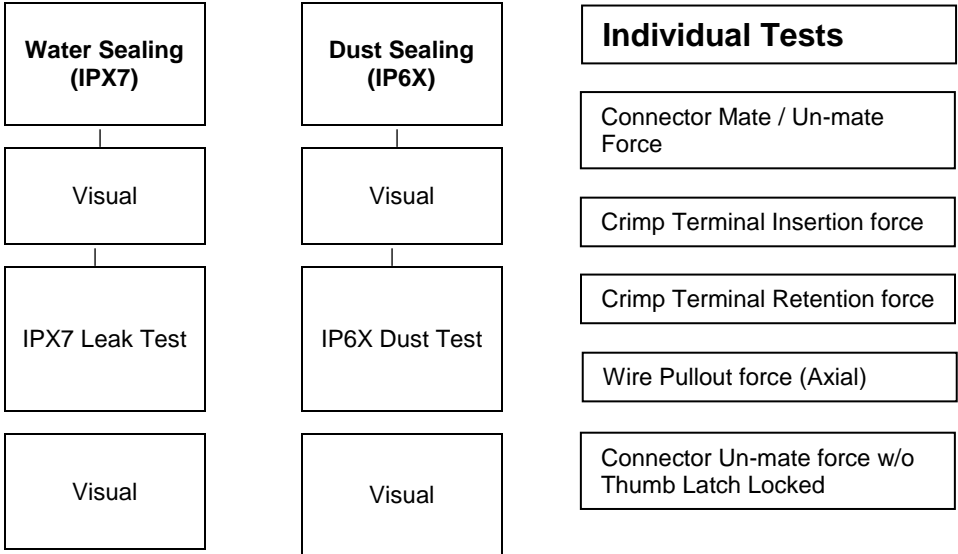 Water Sealing
(IPX7)
Visual
IPX7 Leak Test
Visual
Dust Sealing
(IP6X)
Visual
IP6X Dust Test
Visual
Individual Tests
Connector Mate / Un-mate
Force
Crimp Terminal Insertion force
Crimp Terminal Retention force
Wire Pullout force (Axial)
Connector Un-mate force w/o
Thumb Latch Locked